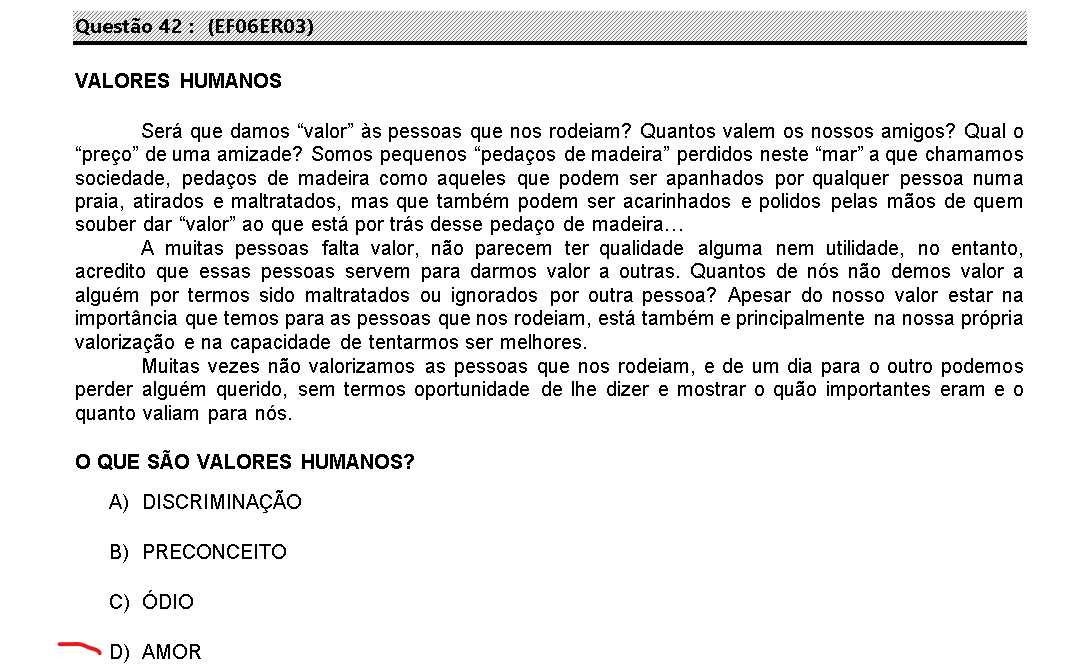 Questão 42 : (EF06ER03)
VALORES HUMANOS
Será que damos “valor” às pessoas que nos rodeiam? Quantos valem os nossos amigos? Qual o
“preço” de uma amizade? Somos pequenos “pedaços de madeira” perdidos neste “mar” a que chamamos
sociedade, pedaços de madeira como aqueles que podem ser apanhados por qualquer pessoa numa
praia, atirados e maltratados, mas que também podem ser acarinhados e polidos pelas mãos de quem
souber dar “valor” ao que está por trás desse pedaço de madeira…
A muitas pessoas falta valor, não parecem ter qualidade alguma nem utilidade, no entanto,
acredito que essas pessoas servem para darmos valor a outras. Quantos de nós não demos valor a
alguém por termos sido maltratados ou ignorados por outra pessoa? Apesar do nosso valor estar na
importância que temos para as pessoas que nos rodeiam, está também e principalmente na nossa própria
valorização e na capacidade de tentarmos ser melhores.
Muitas vezes não valorizamos as pessoas que nos rodeiam, e de um dia para o outro podemos
perder alguém querido, sem termos oportunidade de lhe dizer e mostrar o quão importantes eram e o
quanto valiam para nós.
O QUE SÃO VALORES HUMANOS?
A) DISCRIMINAÇÃO
B) PRECONCEITO
C) ÓDIO
D) AMOR